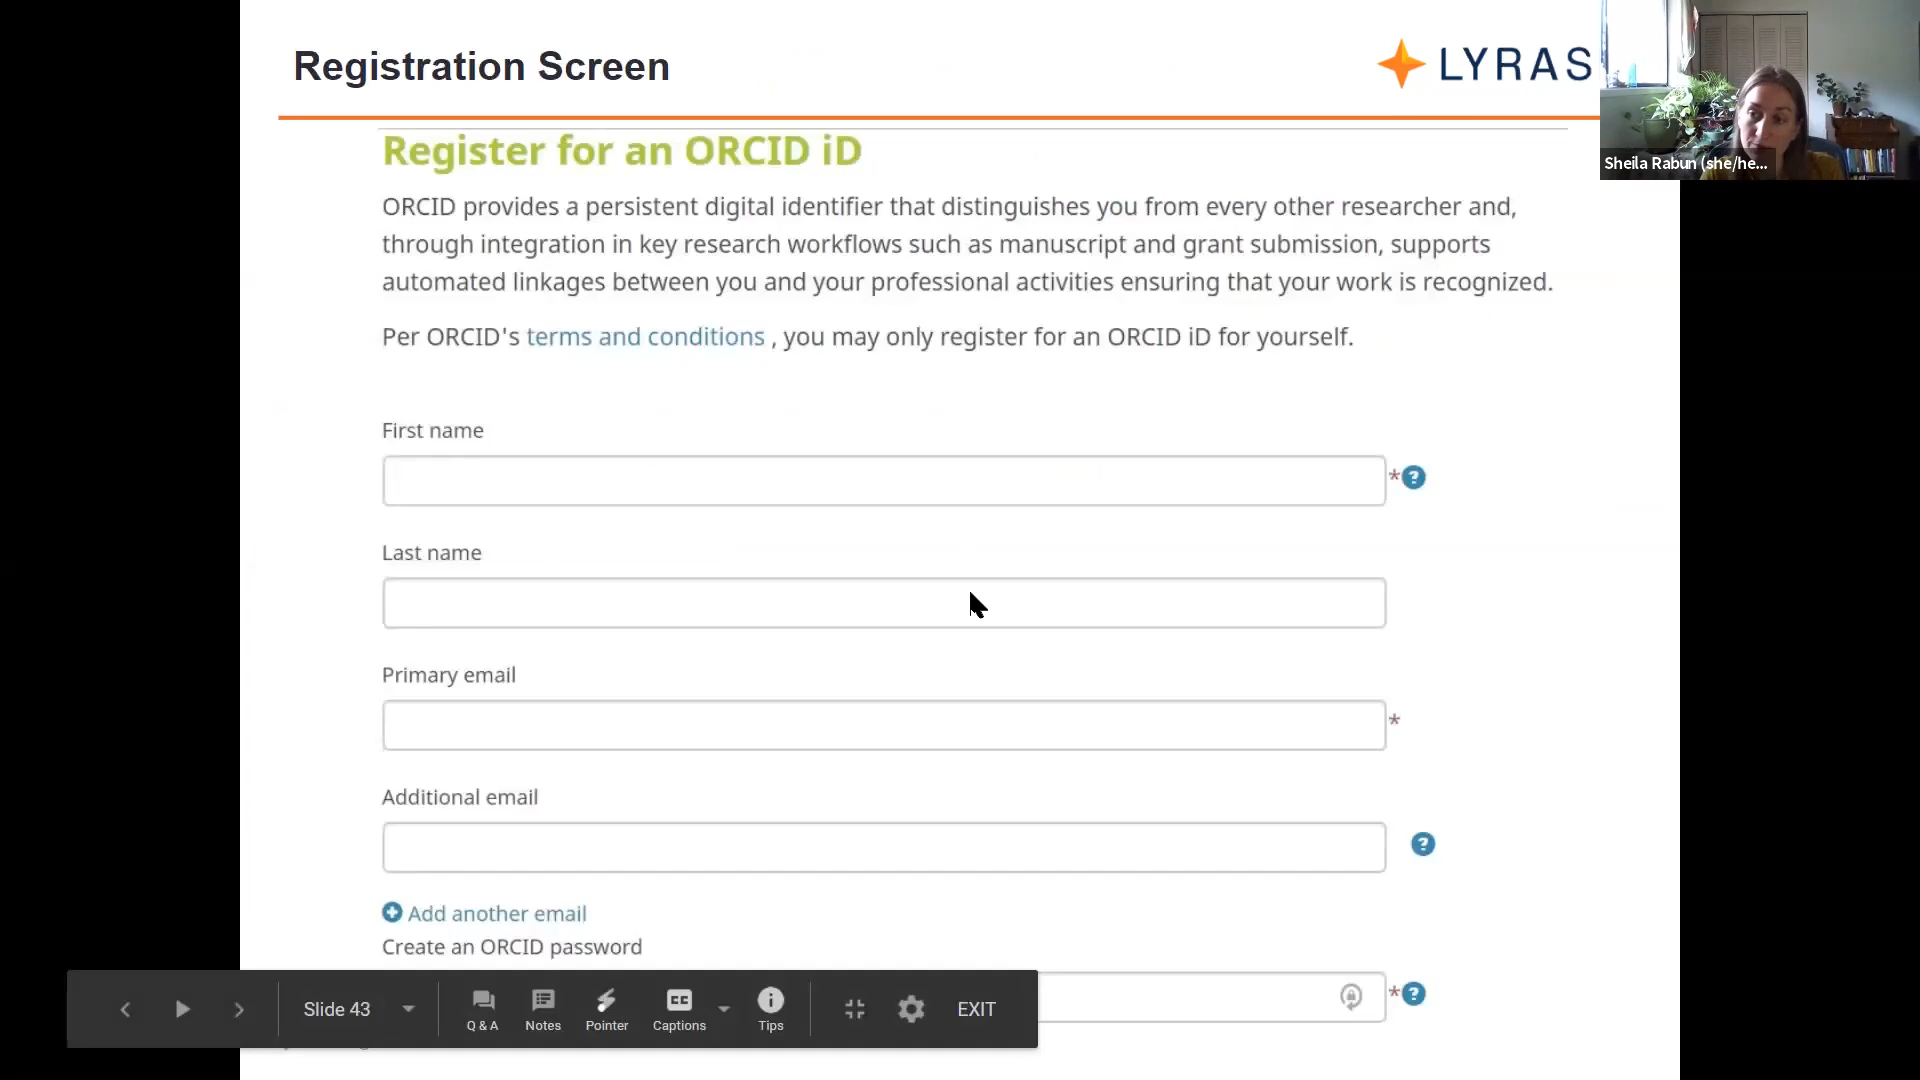 Registration Screen
LYRAS
Sheila Rabun (she/he...
Register for an ORCID iD
ORCID provides a persistent digital identifier that distinguishes you from every other researcher and,
through integration in key research workflows such as manuscript and grant submission, supports
automated linkages between you and your professional activities ensuring that your work is recognized.
Per ORCID's terms and conditions , you may only register for an ORCID iD for yourself.
First name
* ?
Last name
Primary email
*
Additional email
?
Add another email
Create an ORCID password
* ?
Slide 43
Q & A
Notes
Pointer
CC
Captions
Tips
EXIT